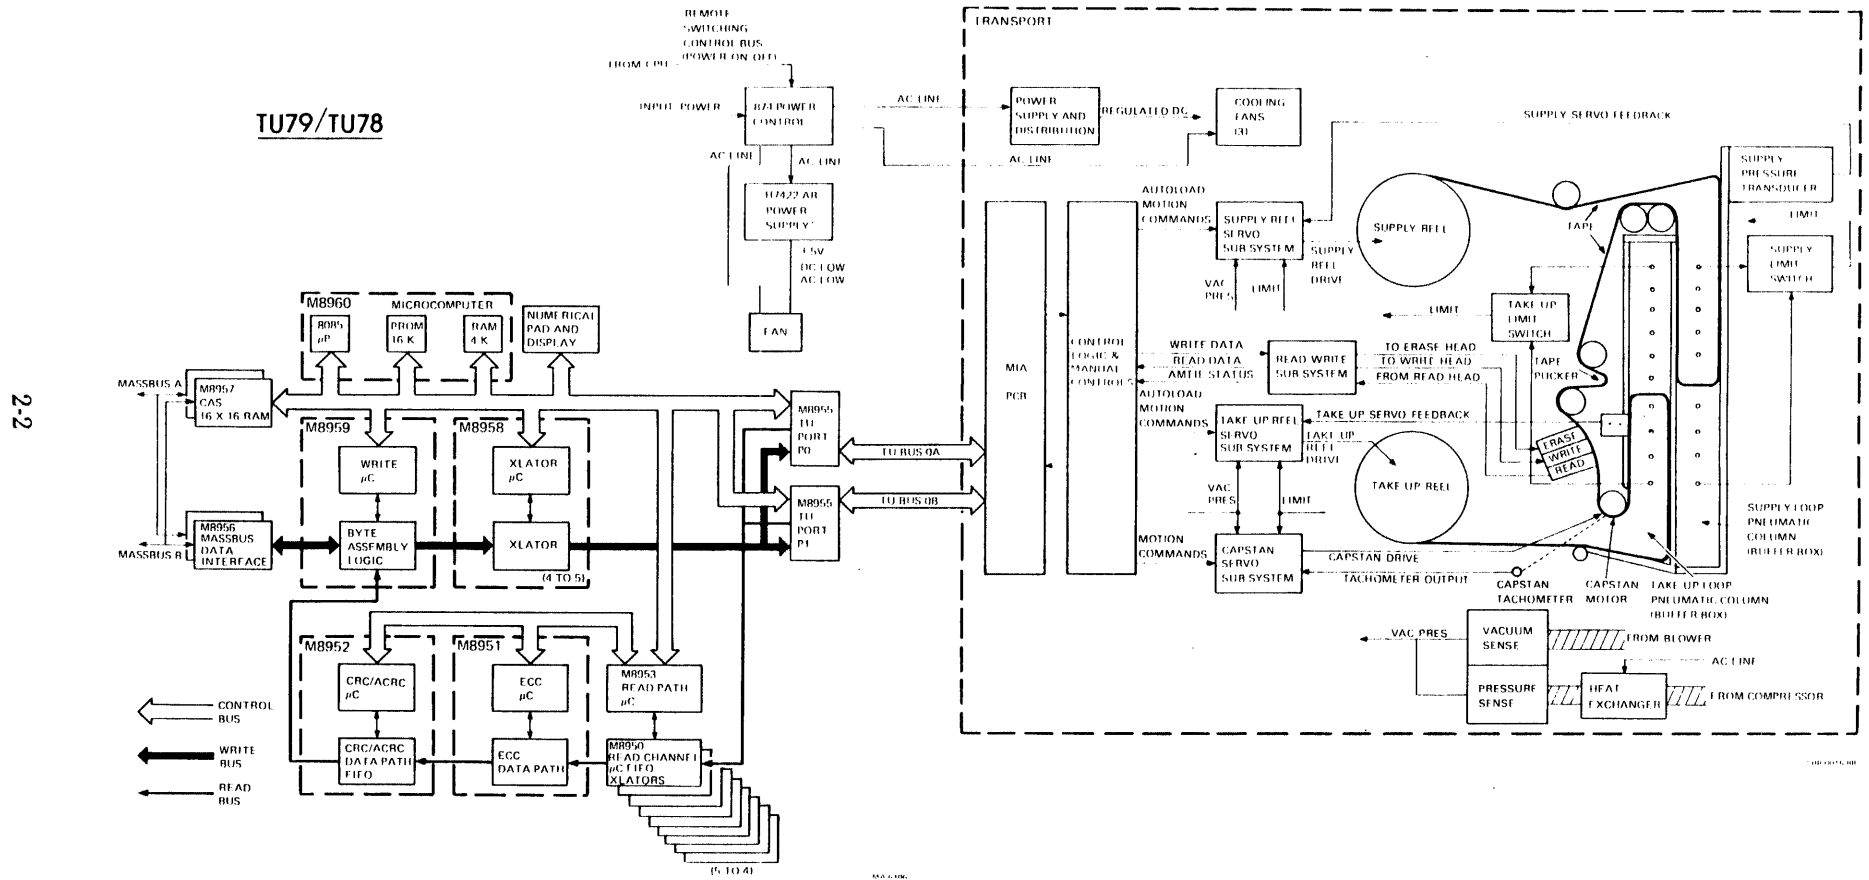 TU79/TU78
2-2
REMOTE
SWITCHING
CONTROL BUS
(POWER ON OFF)
FROM CPU
INPUT POWER
874 POWER
CONTROL
AC LINE
AC LINE
AC LINE
AC LINE
H7422 AR
POWER
SUPPLY
+5V
DC LOW
AC LOW
FAN
M8960
MICROCOMPUTER
8085
µP
PROM
16 K
RAM
4 K
NUMERICAL
PAD AND
DISPLAY
MASSBUS A
M8957
CAS
16 X 16 RAM
M8959
WRITE
µC
M8958
XLATOR
µC
M8955
TU
PORT
P0
TU BUS 0A
M8955
TU
PORT
P1
TU BUS 0B
MASSBUS B
M8956
MASSBUS
DATA
INTERFACE
BYTE
ASSEMBLY
LOGIC
XLATOR
(4 TO 5)
M8952
CRC/ACRC
µC
CRC/ACRC
DATA PATH
FIFO
M8951
ECC
µC
ECC
DATA PATH
M8953
READ PATH
µC
M8950
READ CHANNEL
µC FIFO
XLATORS
(5 TO 4)
CONTROL
BUS
WRITE
BUS
READ
BUS
TRANSPORT
POWER
SUPPLY AND
DISTRIBUTION
REGULATED DC
COOLING
FANS
(3)
SUPPLY SERVO FEEDBACK
SUPPLY
PRESSURE
TRANSDUCER
LIMIT
SUPPLY
LIMIT
SWITCH
MIA
PCB
CONTROL
LOGIC &
MANUAL
CONTROLS
AUTOLOAD
MOTION
COMMANDS
SUPPLY REEL
SERVO
SUB SYSTEM
SUPPLY
REEL
DRIVE
VAC
PRES
LIMIT
SUPPLY REEL
TAPE
LIMIT
TAKE UP
LIMIT
SWITCH
WRITE DATA
READ DATA
AMTIE STATUS
READ WRITE
SUB SYSTEM
TO ERASE HEAD
TO WRITE HEAD
FROM READ HEAD
TAPE
PUCKER
AUTOLOAD
MOTION
COMMANDS
TAKE UP REEL
SERVO
SUB SYSTEM
TAKE UP SERVO FEEDBACK
TAKE UP
REEL
DRIVE
TAKE UP REEL
ERASE
WRITE
READ
VAC
PRES
LIMIT
MOTION
COMMANDS
CAPSTAN
SERVO
SUB SYSTEM
CAPSTAN DRIVE
TACHOMETER OUTPUT
CAPSTAN
TACHOMETER
CAPSTAN
MOTOR
TAKE UP LOOP
PNEUMATIC COLUMN
(BUFFER BOX)
SUPPLY LOOP
PNEUMATIC
COLUMN
(BUFFER BOX)
VAC PRES
VACUUM
SENSE
FROM BLOWER
AC LINE
PRESSURE
SENSE
HEAT
EXCHANGER
FROM COMPRESSOR